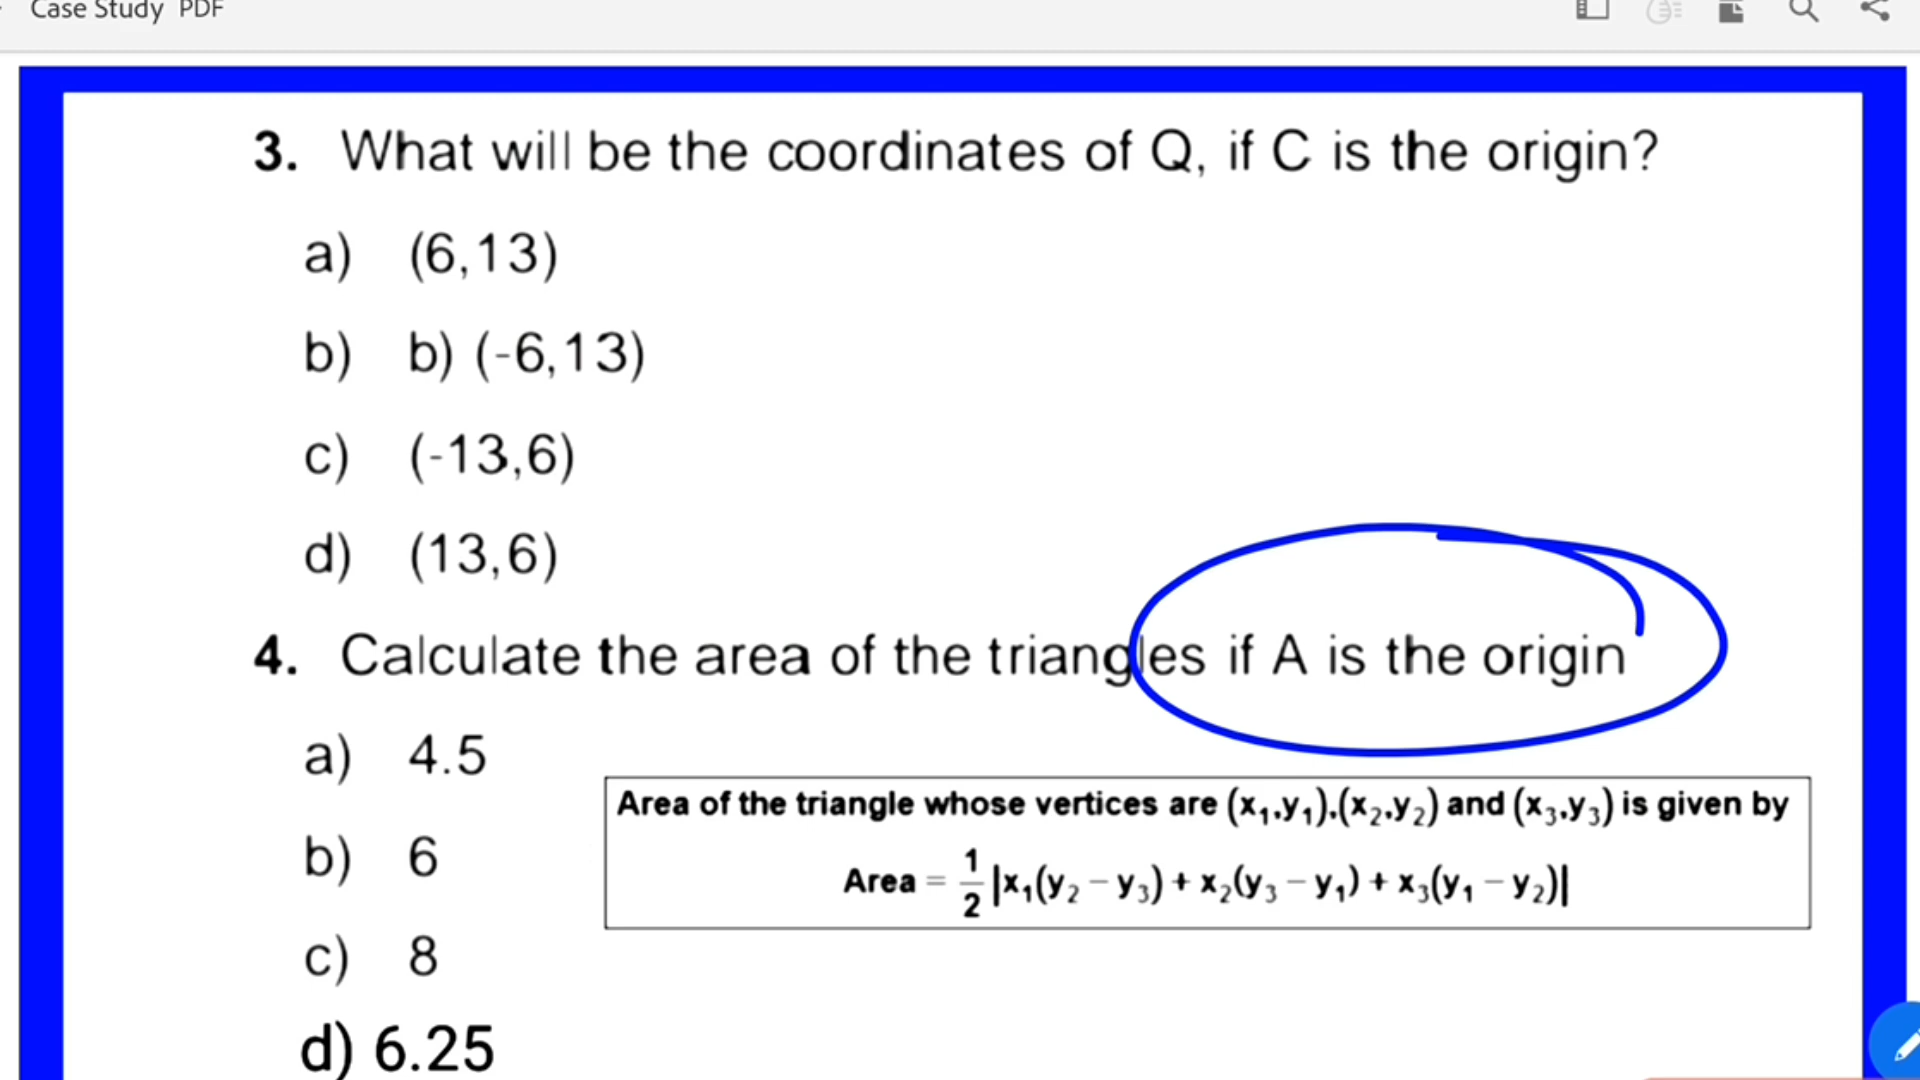 Case Study PDF
3. What will be the coordinates of Q, if C is the origin?
a) (6,13)
b) b) (-6,13)
c) (-13,6)
d) (13,6)
4. Calculate the area of the triangles if A is the origin
a) 4.5
b) 6
c) 8
d) 6.25
Area of the triangle whose vertices are (x₁,y₁),(x₂,y₂) and (x₃,y₃) is given by
Area = 1/2 |x₁(y₂ − y₃) + x₂(y₃ − y₁) + x₃(y₁ − y₂)|